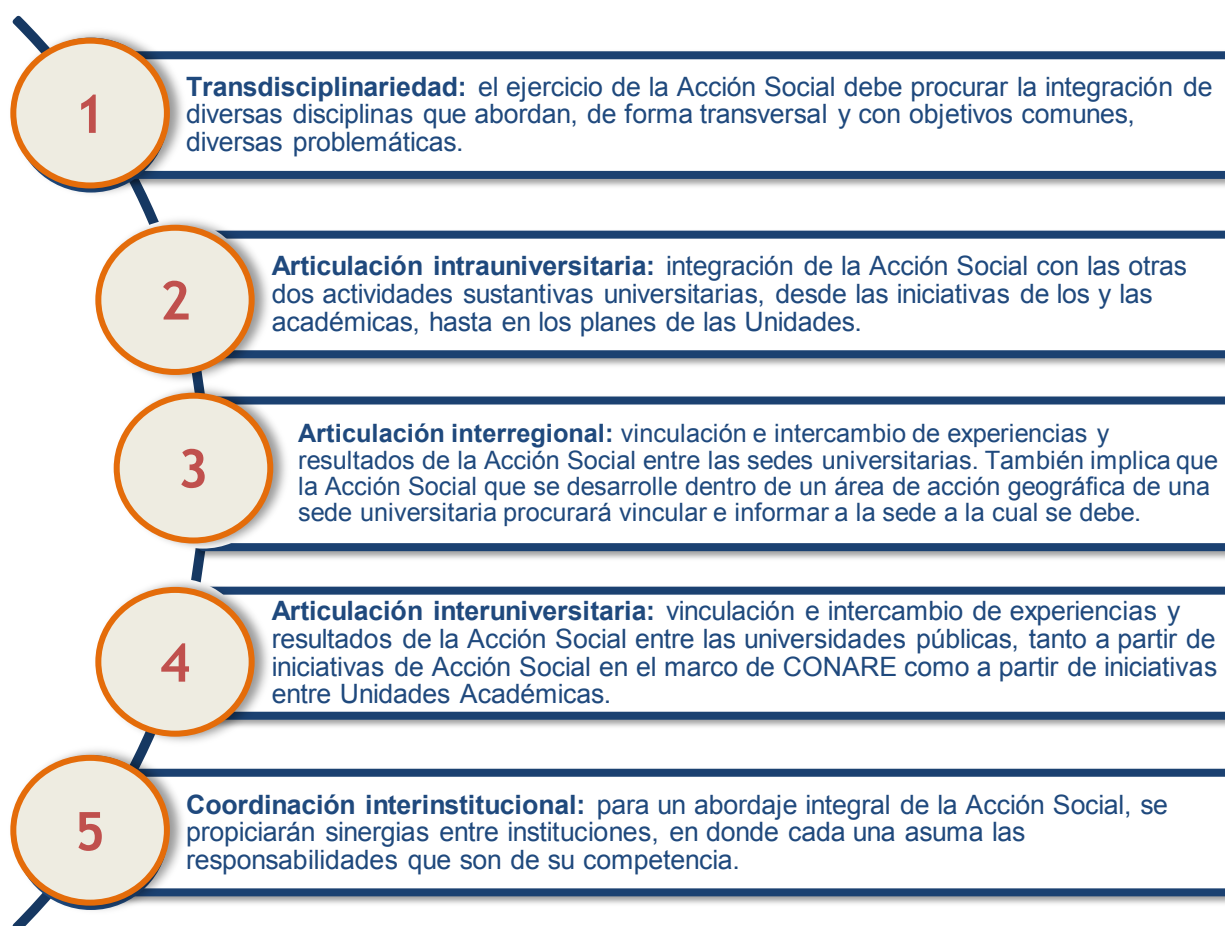 1
Transdisciplinariedad: el ejercicio de la Acción Social debe procurar la integración de
diversas disciplinas que abordan, de forma transversal y con objetivos comunes,
diversas problemáticas.
2
Articulación intrauniversitaria: integración de la Acción Social con las otras
dos actividades sustantivas universitarias, desde las iniciativas de los y las
académicas, hasta en los planes de las Unidades.
3
Articulación interregional: vinculación e intercambio de experiencias y
resultados de la Acción Social entre las sedes universitarias. También implica que
la Acción Social que se desarrolle dentro de un área de acción geográfica de una
sede universitaria procurará vincular e informar a la sede a la cual se debe.
4
Articulación interuniversitaria: vinculación e intercambio de experiencias y
resultados de la Acción Social entre las universidades públicas, tanto a partir de
iniciativas de Acción Social en el marco de CONARE como a partir de iniciativas
entre Unidades Académicas.
5
Coordinación interinstitucional: para un abordaje integral de la Acción Social, se
propiciarán sinergias entre instituciones, en donde cada una asuma las
responsabilidades que son de su competencia.